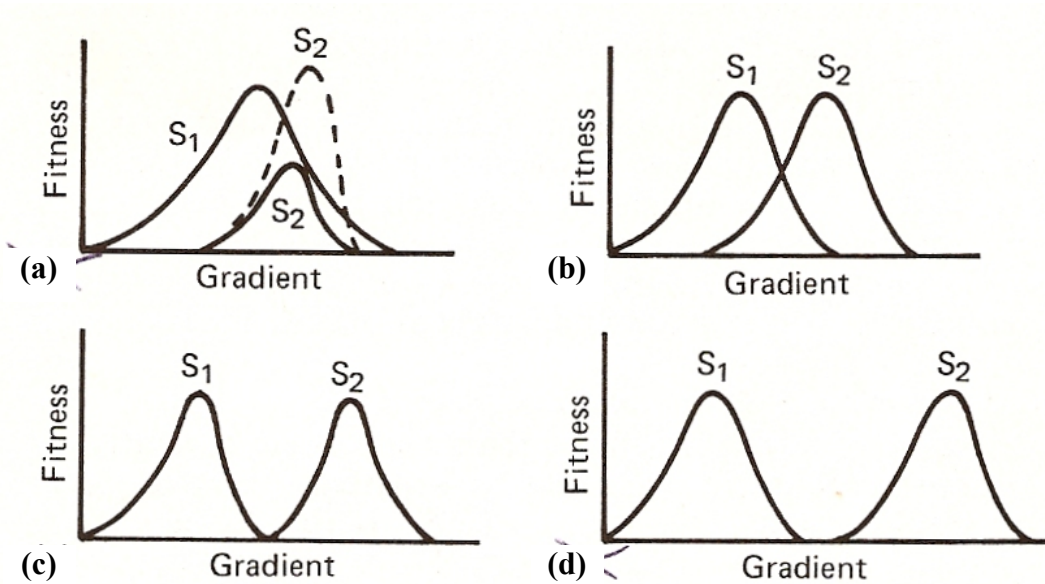 S2
S1
S2
Fitness
(a)
Gradient
S1 S2
Fitness
(b)
Gradient
S1 S2
Fitness
(c)
Gradient
S1 S2
Fitness
(d)
Gradient